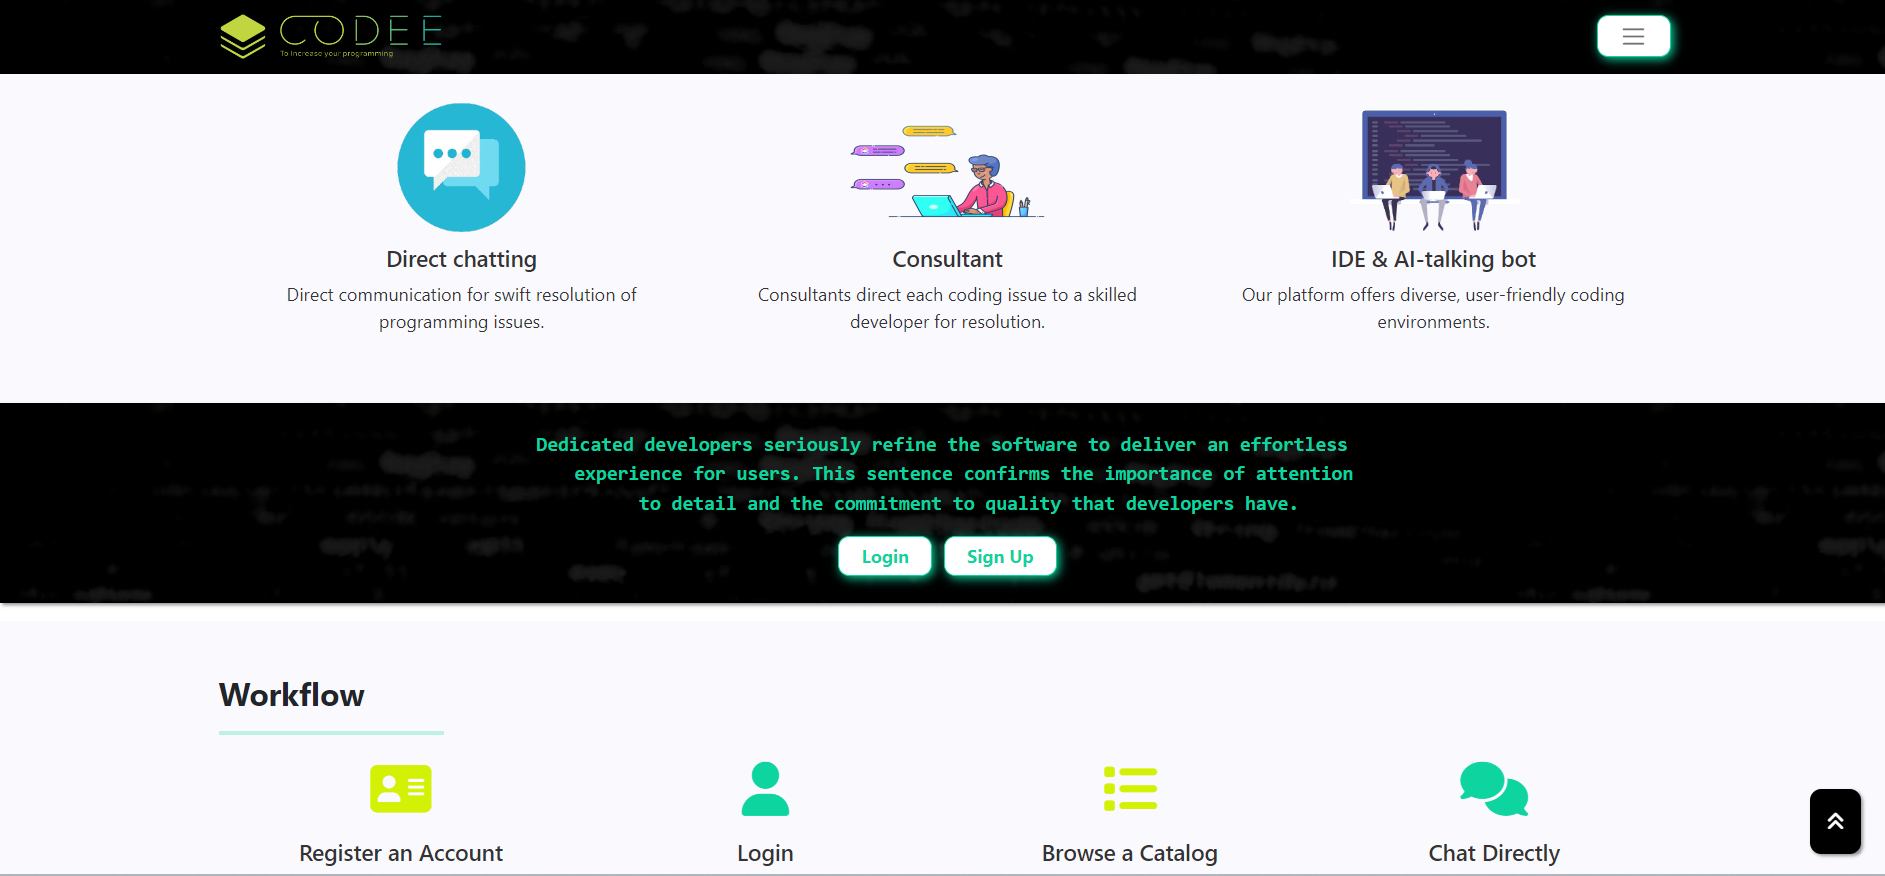 CODEE
To Increase your programming
Direct chatting
Direct communication for swift resolution of
programming issues.
Consultant
Consultants direct each coding issue to a skilled
developer for resolution.
IDE & AI-talking bot
Our platform offers diverse, user-friendly coding
environments.
Dedicated developers seriously refine the software to deliver an effortless
experience for users. This sentence confirms the importance of attention
to detail and the commitment to quality that developers have.
Login
Sign Up
Workflow
Register an Account
Login
Browse a Catalog
Chat Directly